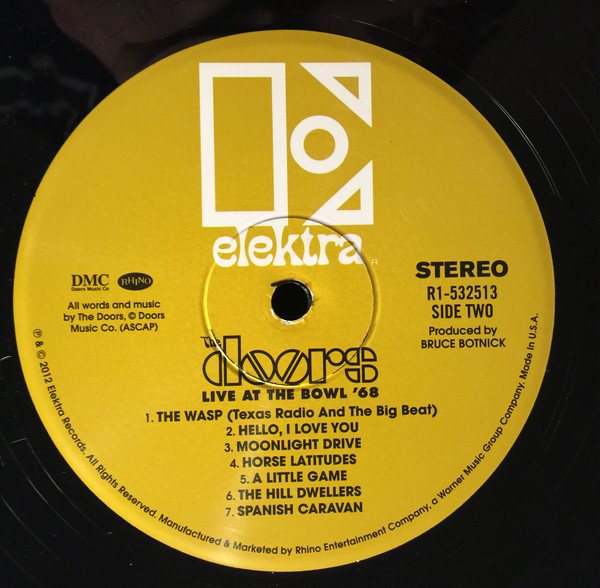 elektra R
DMC
Doors Music Co
RHINO
All words and music
by The Doors, © Doors
Music Co. (ASCAP)
STEREO
R1-532513
SIDE TWO
Produced by
BRUCE BOTNICK
The doors
LIVE AT THE BOWL '68
1. THE WASP (Texas Radio And The Big Beat)
2. HELLO, I LOVE YOU
3. MOONLIGHT DRIVE
4. HORSE LATITUDES
5. A LITTLE GAME
6. THE HILL DWELLERS
7. SPANISH CARAVAN
℗ & © 2012 Elektra Records. All Rights Reserved. Manufactured & Marketed by Rhino Entertainment Company, a Warner Music Group Company. Made in U.S.A.